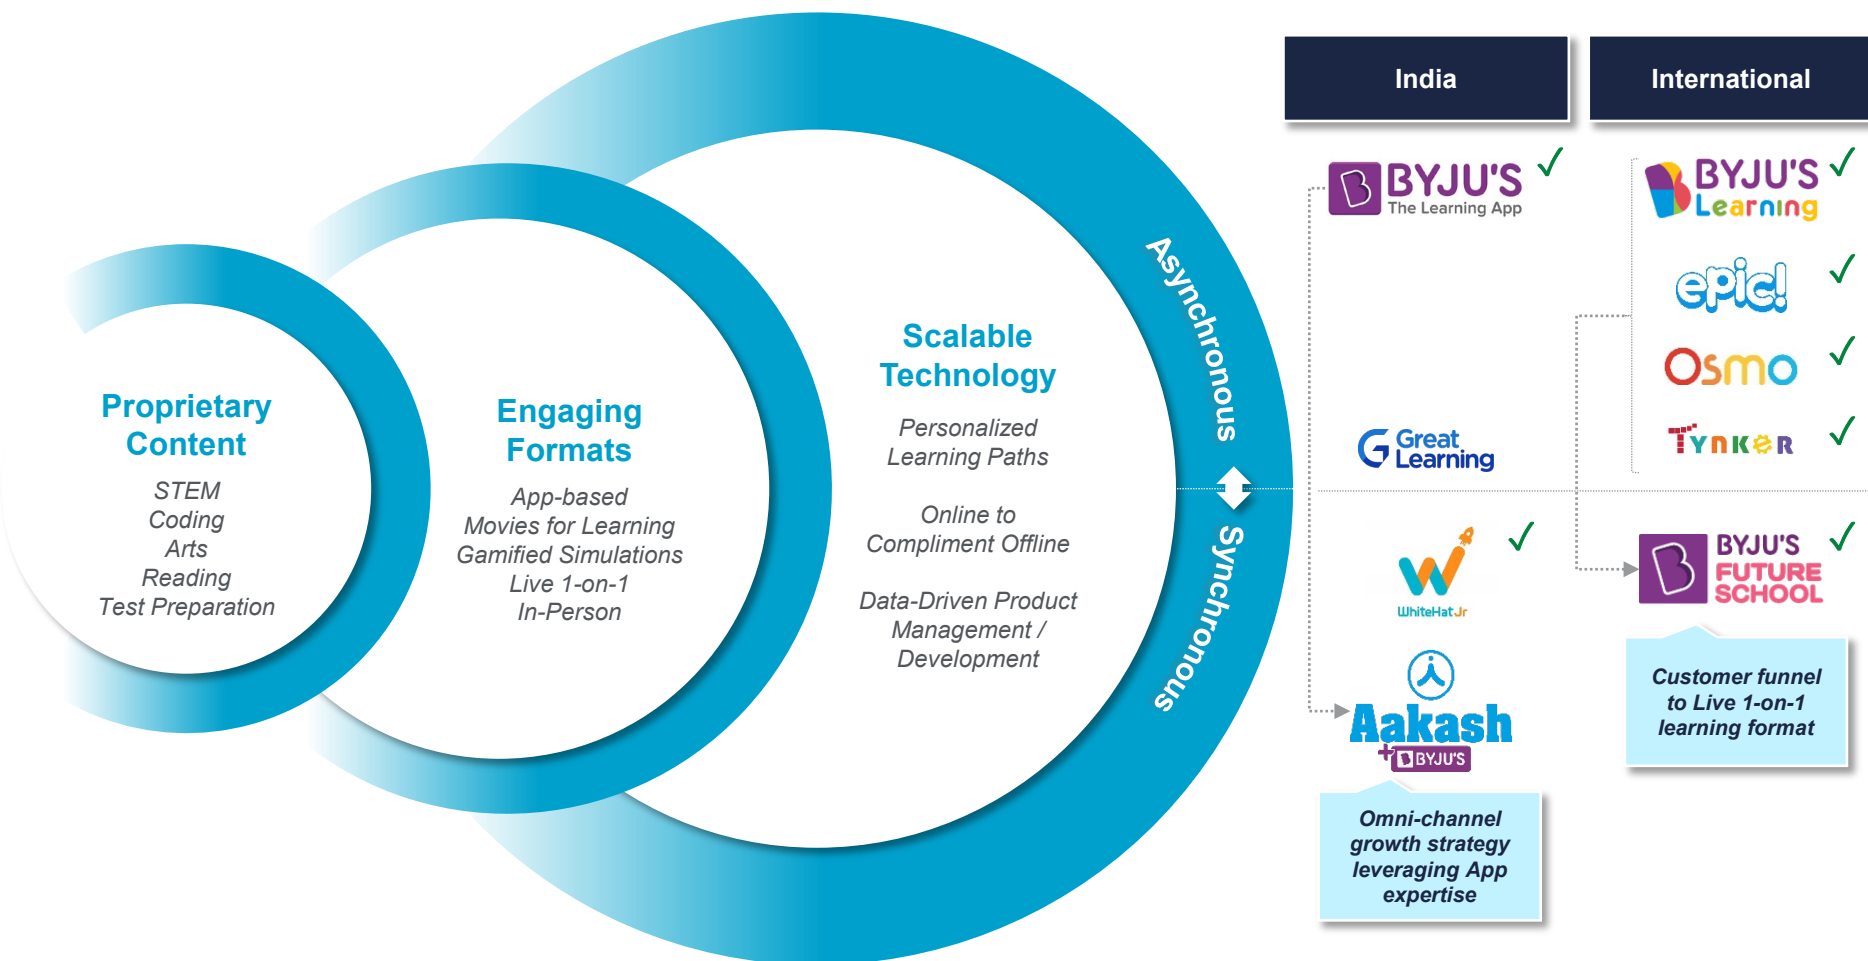 Proprietary
Content
STEM
Coding
Arts
Reading
Test Preparation
Engaging
Formats
App-based
Movies for Learning
Gamified Simulations
Live 1-on-1
In-Person
Scalable
Technology
Personalized
Learning Paths
Online to
Compliment Offline
Data-Driven Product
Management /
Development
Asynchronous
Synchronous
India
BYJU'S
The Learning App
Great
Learning
WhiteHat Jr
Aakash
+ BYJU'S
Omni-channel
growth strategy
leveraging App
expertise
International
BYJU'S
Learning
epic!
Osmo
TYNKER
BYJU'S
FUTURE
SCHOOL
Customer funnel
to Live 1-on-1
learning format